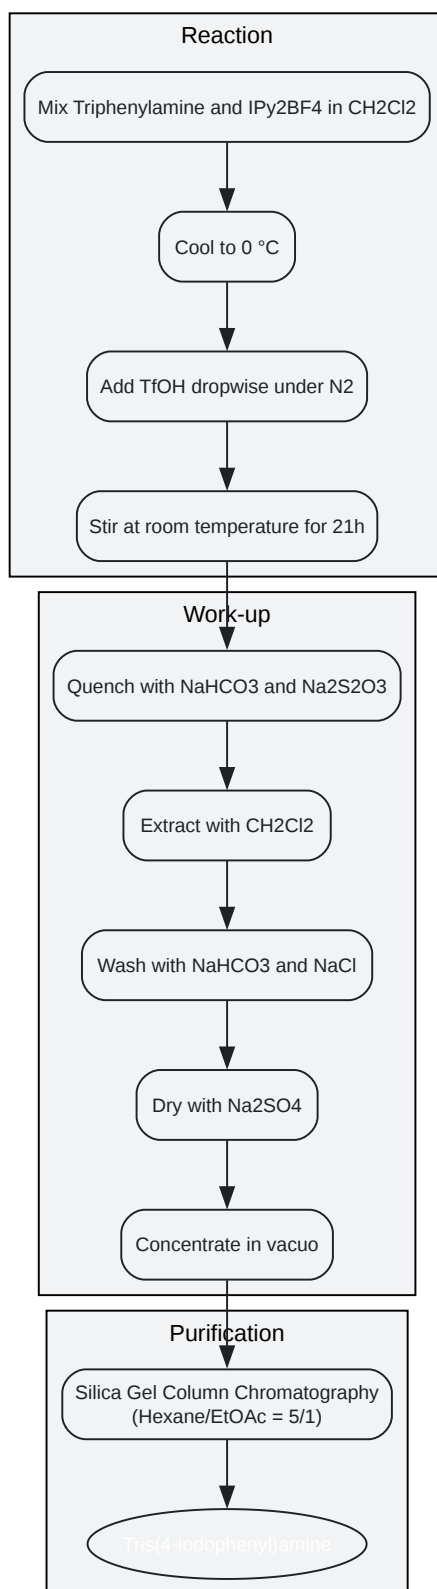 Reaction
Mix Triphenylamine and IPy2BF4 in CH2Cl2
Cool to 0 °C
Add TfOH dropwise under N2
Stir at room temperature for 21h
Work-up
Quench with NaHCO3 and Na2S2O3
Extract with CH2Cl2
Wash with NaHCO3 and NaCl
Dry with Na2SO4
Concentrate in vacuo
Purification
Silica Gel Column Chromatography
(Hexane/EtOAc = 5/1)
Tris(4-iodophenyl)amine